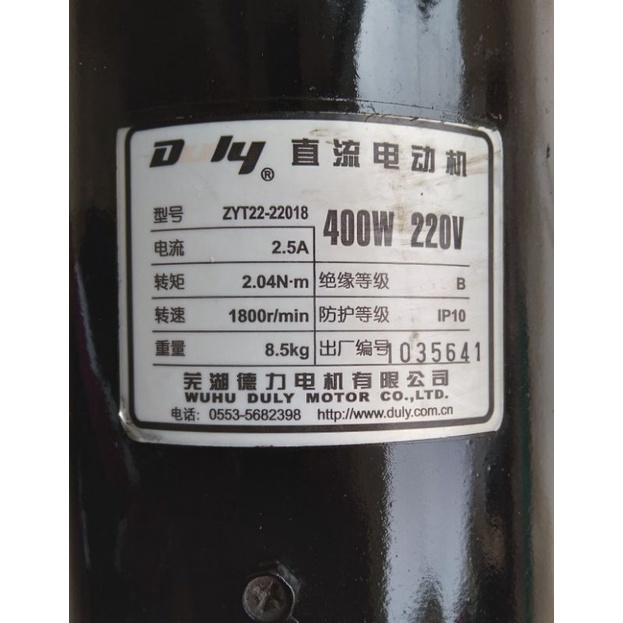 Duly® 直流电动机
型号 ZYT22-22018
400W 220V
电流 2.5A
转矩 2.04N·m 绝缘等级 B
转速 1800r/min 防护等级 IP10
重量 8.5kg 出厂编号 1035641
芜湖德力电机有限公司
WUHU DULY MOTOR CO.,LTD.
电话: 0553-5682398 http://www.duly.com.cn